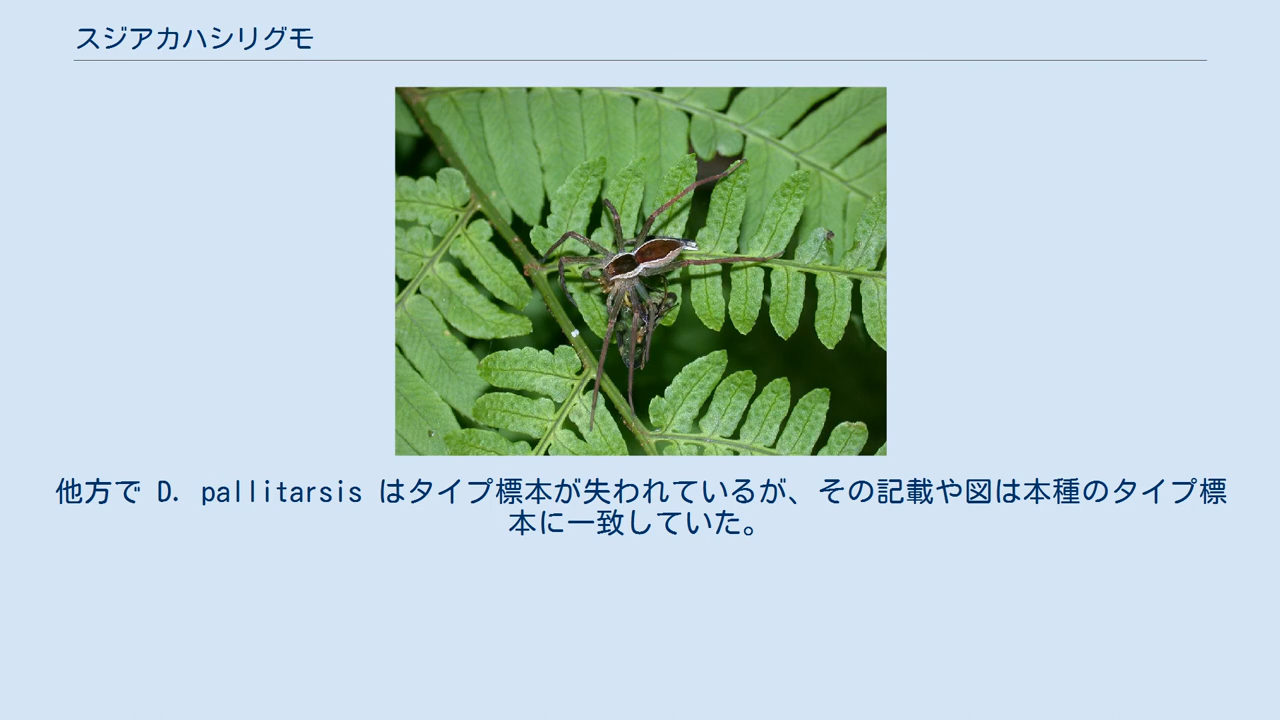 スジアカハシリグモ
他方で D. pallitarsis はタイプ標本が失われているが、その記載や図は本種のタイプ標
本に一致していた。